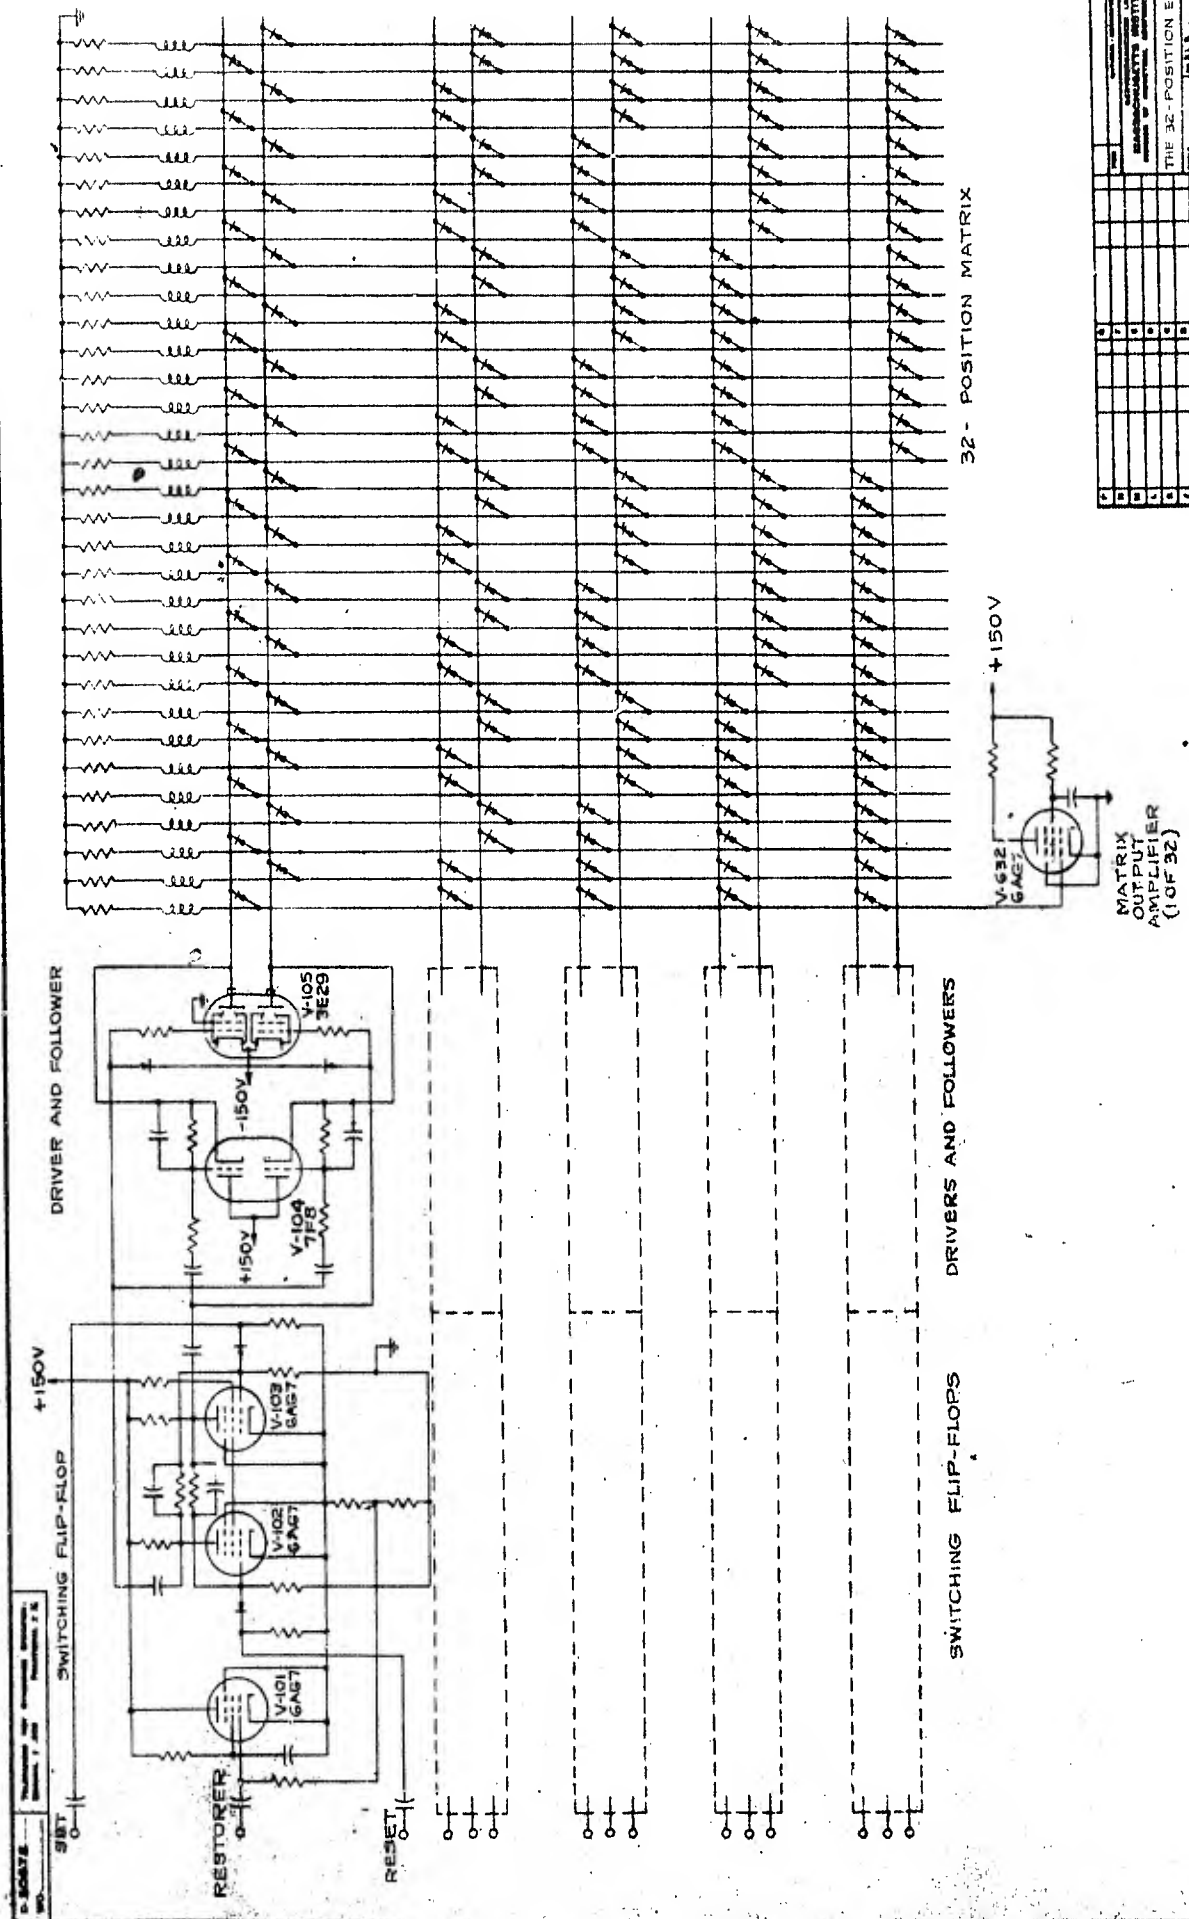 SET
SWITCHING FLIP-FLOP
+150V
DRIVER AND FOLLOWER
RESTORER
V-101
6AG7
V-102
6AG7
V-103
6AG7
+150V
V-104
7F8
-150V
V-105
3E29
RESET
SWITCHING FLIP-FLOPS
DRIVERS AND FOLLOWERS
32- POSITION MATRIX
V-632
6AG7
+150V
MATRIX
OUTPUT
AMPLIFIER
(1 OF 32)
THE 32-POSITION